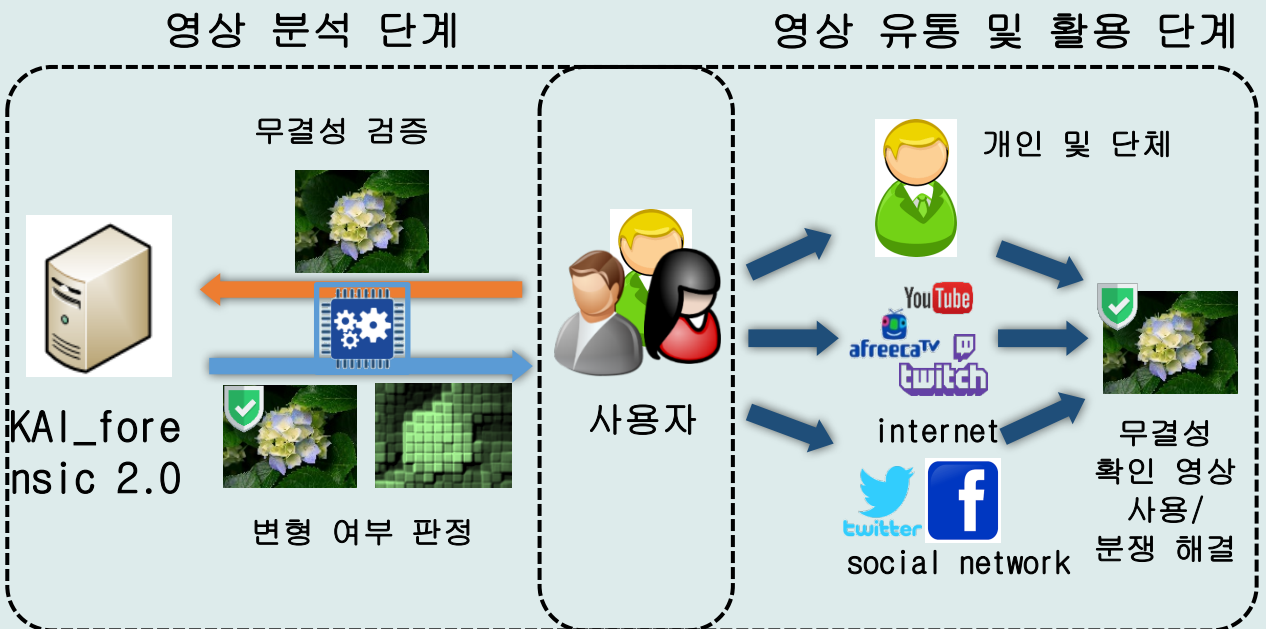 영상 분석 단계
영상 유통 및 활용 단계
무결성 검증
KAI_fore
nsic 2.0
변형 여부 판정
사용자
개인 및 단체
YouTube
afreecaTV
twitch
internet
twitter
f
social network
무결성
확인 영상
사용/
분쟁 해결